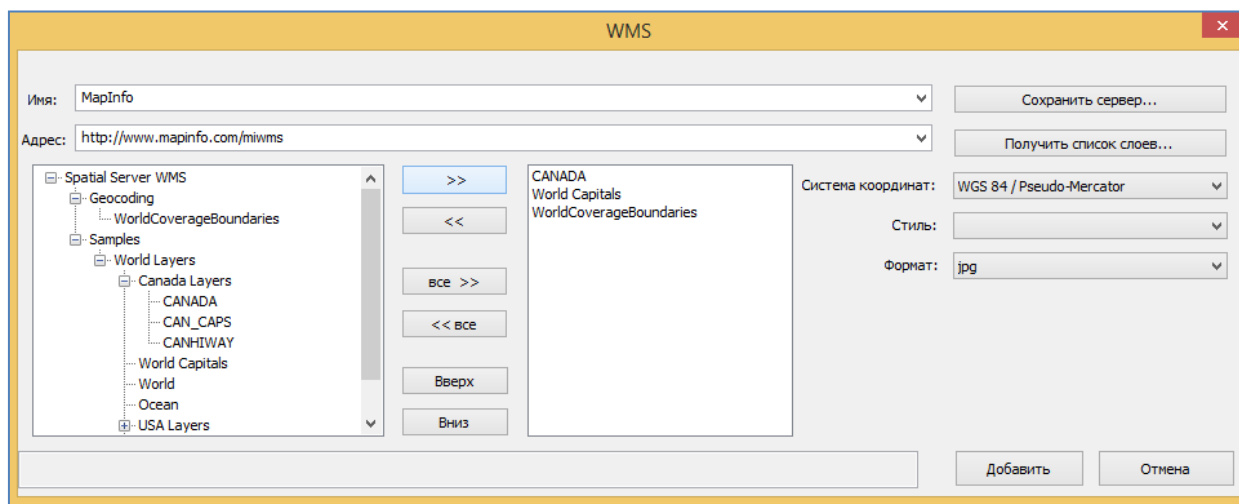 WMS
Имя:
MapInfo
Сохранить сервер...
Адрес:
http://www.mapinfo.com/miwms
Получить список слоев...
Spatial Server WMS
Geocoding
WorldCoverageBoundaries
Samples
World Layers
Canada Layers
CANADA
CAN_CAPS
CANHIWAY
World Capitals
World
Ocean
USA Layers
>>
<<
все >>
<< все
Вверх
Вниз
CANADA
World Capitals
WorldCoverageBoundaries
Система координат:
WGS 84 / Pseudo-Mercator
Стиль:
Формат:
jpg
Добавить
Отмена